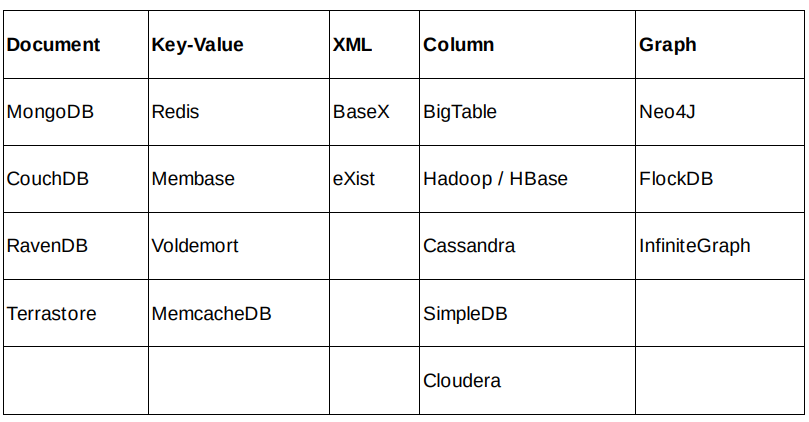 Document Key-Value XML Column Graph
MongoDB Redis BaseX BigTable Neo4J
CouchDB Membase eXist Hadoop / HBase FlockDB
RavenDB Voldemort Cassandra InfiniteGraph
Terrastore MemcacheDB SimpleDB
Cloudera